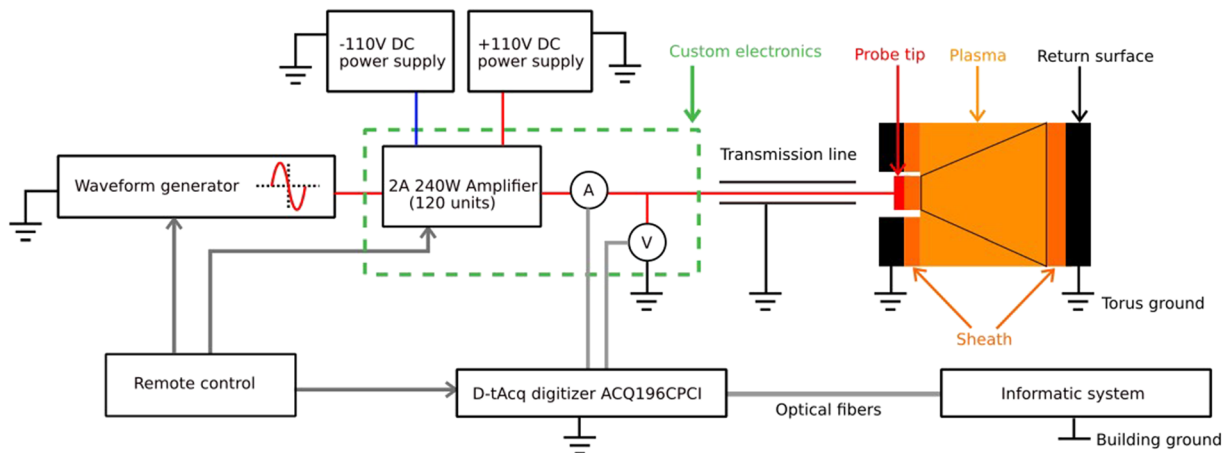 -110V DC
power supply
+110V DC
power supply
Custom electronics
Probe tip
Plasma
Return surface
Waveform generator
2A 240W Amplifier
(120 units)
A
V
Transmission line
Torus ground
Sheath
Remote control
D-tAcq digitizer ACQ196CPCI
Optical fibers
Informatic system
Building ground